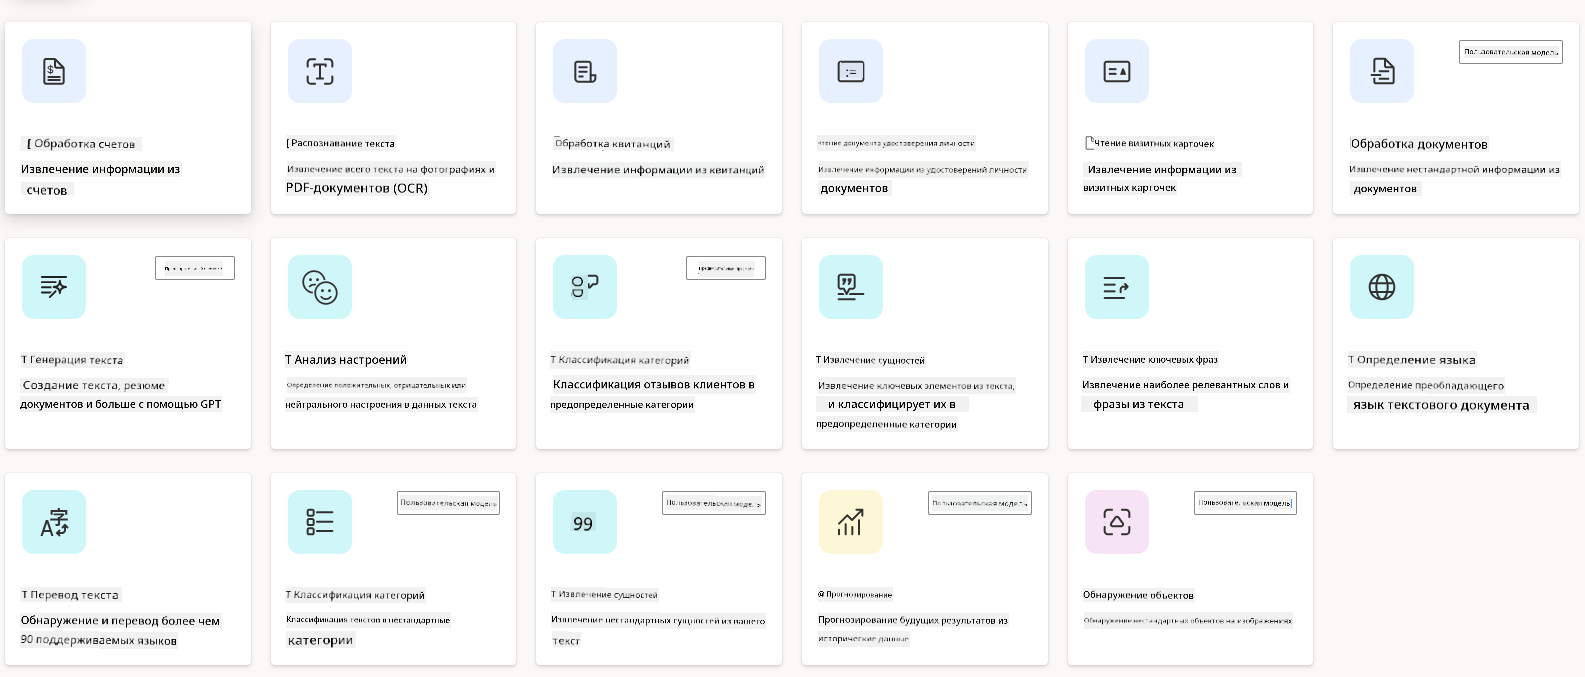 Пользовательская модель
[ Обработка счетов
Извлечение информации из
счетов
[ Распознавание текста
Извлечение всего текста на фотографиях и
PDF-документов (OCR)
Обработка квитанций
Извлечение информации из квитанций
Чтение документа удостоверения личности
Извлечение информации из удостоверений личности
документов
Чтение визитных карточек
Извлечение информации из
визитных карточек
Обработка документов
Извлечение нестандартной информации из
документов
T Генерация текста
Создание текста, резюме
документов и больше с помощью GPT
T Анализ настроений
Определение положительных, отрицательных или
нейтрального настроения в данных текста
T Классификация категорий
Классификация отзывов клиентов в
предопределенные категории
T Извлечение сущностей
Извлечение ключевых элементов из текста,
и классифицирует их в
предопределенные категории
T Извлечение ключевых фраз
Извлечение наиболее релевантных слов и
фразы из текста
T Определение языка
Определение преобладающего
язык текстового документа
T Перевод текста
Обнаружение и перевод более чем
90 поддерживаемых языков
Пользовательская модель
T Классификация категорий
Классификация текстов в нестандартные
категории
Пользовательская модель
T Извлечение сущностей
Извлечение нестандартных сущностей из вашего
текст
Пользовательская модель
@ Прогнозирование
Прогнозирование будущих результатов из
исторические данные
Пользовательская модель
Обнаружение объектов
Обнаружение нестандартных объектов на изображениях